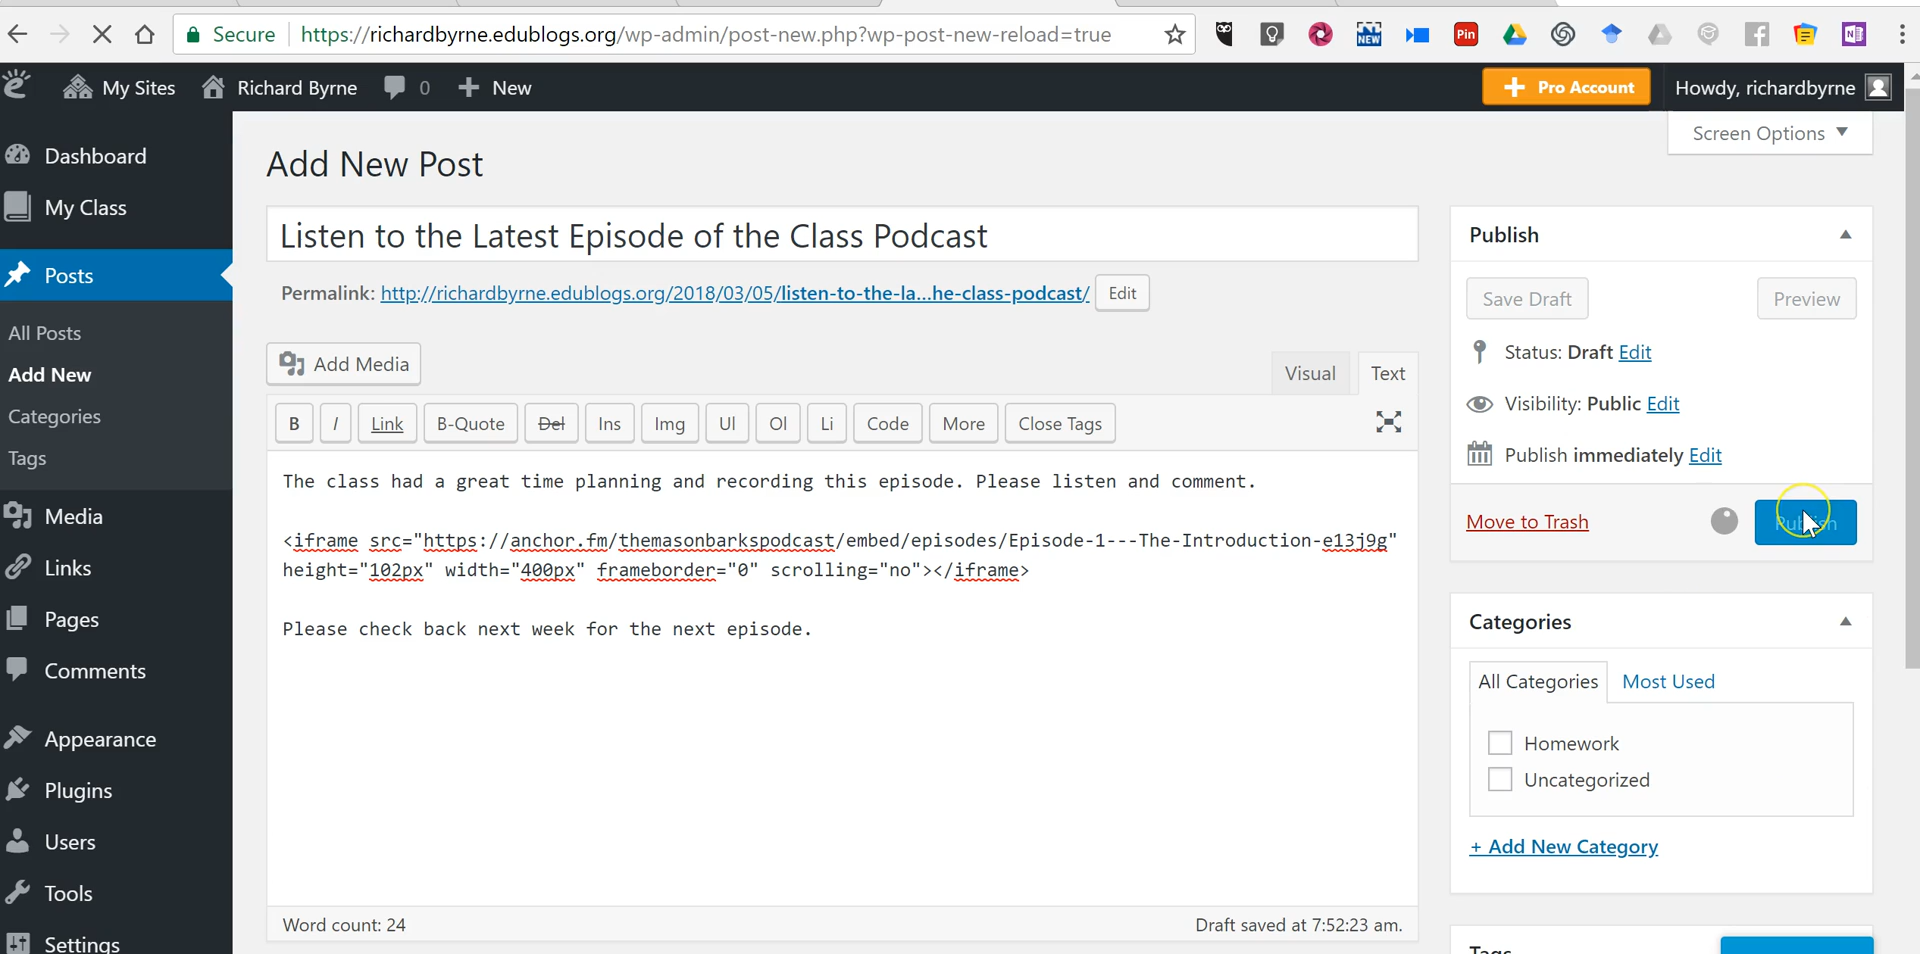 Secure https://richardbyrne.edublogs.org/wp-admin/post-new.php?wp-post-new-reload=true
NEW
Pin
My Sites Richard Byrne 0 New Pro Account Howdy, richardbyrne
Screen Options
Dashboard
My Class
Posts
All Posts
Add New
Categories
Tags
Media
Links
Pages
Comments
Appearance
Plugins
Users
Tools
Settings
Add New Post
Listen to the Latest Episode of the Class Podcast
Permalink: http://richardbyrne.edublogs.org/2018/03/05/listen-to-the-la...he-class-podcast/ Edit
Add Media
Visual Text
B I Link B-Quote Del Ins Img Ul Ol Li Code More Close Tags
The class had a great time planning and recording this episode. Please listen and comment.
<iframe src="https://anchor.fm/themasonbarkspodcast/embed/episodes/Episode-1---The-Introduction-e13j9g"
height="102px" width="400px" frameborder="0" scrolling="no"></iframe>
Please check back next week for the next episode.
Word count: 24 Draft saved at 7:52:23 am.
Publish
Save Draft Preview
Status: Draft Edit
Visibility: Public Edit
Publish immediately Edit
Move to Trash Publish
Categories
All Categories Most Used
Homework
Uncategorized
+ Add New Category
Tags